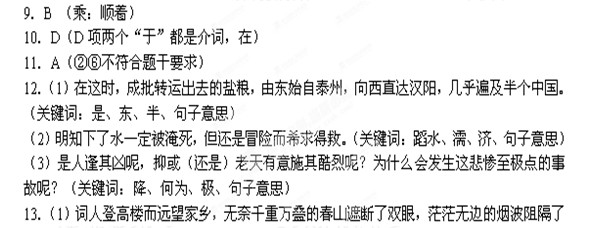 9. B （乘：顺着）
10. D（D 项两个“于”都是介词，在）
11. A（②⑥不符合题干要求）
12.（1）在这时，成批转运出去的盐粮，由东始自泰州，向西直达汉阳，几乎遍及半个中国。
（关键词：是、东、半、句子意思）
（2）明知下了水一定被淹死，但还是冒险而希求得救。（关键词：蹈水、濡、济、句子意思）
（3）是人逢其凶呢，抑或（还是）老天有意施其酷烈呢？为什么会发生这悲惨至极点的事
故呢？（关键词：降、何为、极、句子意思）
13.（1）词人登高楼而远望家乡，无奈千重万叠的春山遮断了双眼，茫茫无边的烟波阻隔了